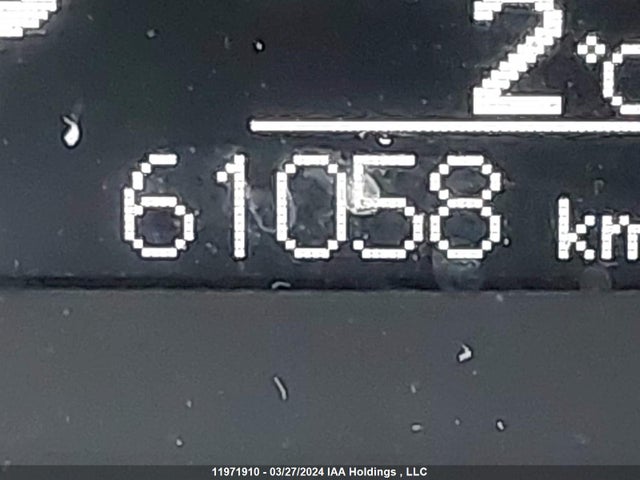 2°C
61058 km
11971910 - 03/27/2024 IAA Holdings , LLC